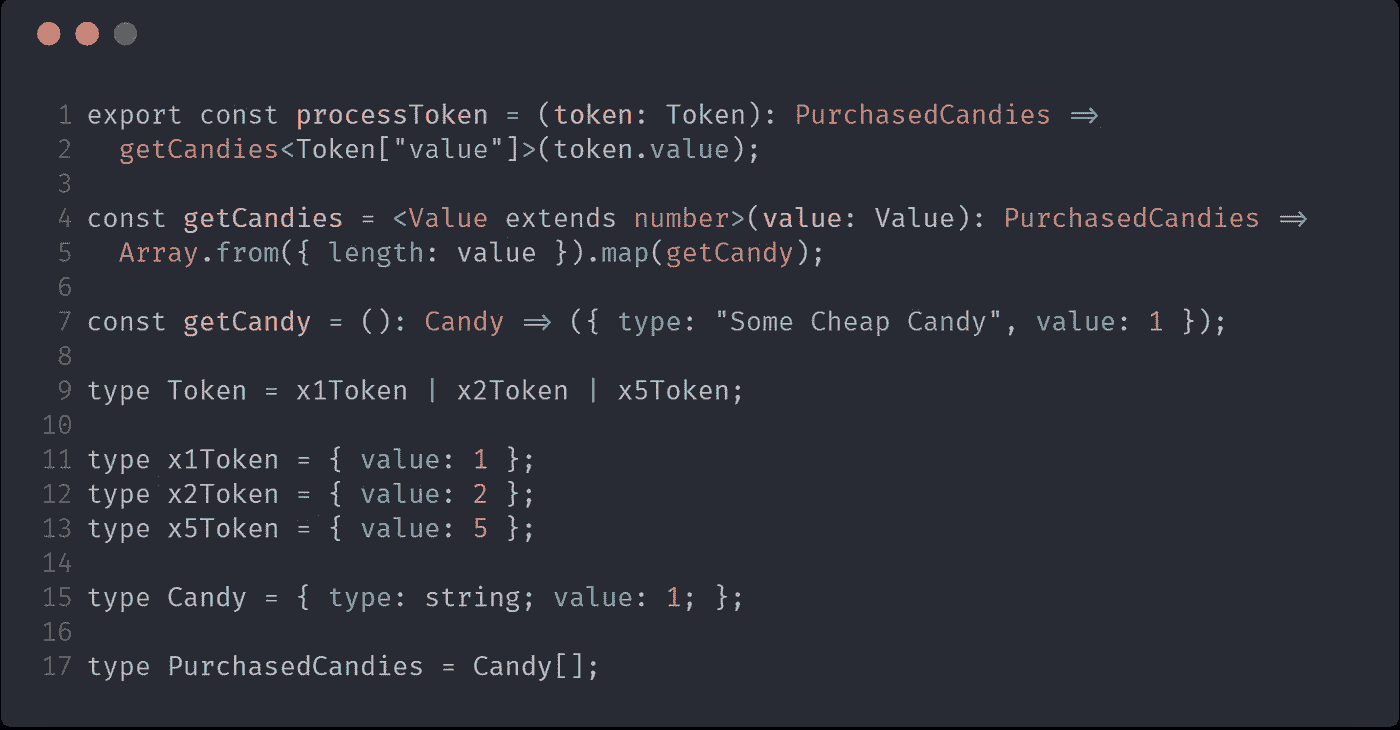 1 export const processToken = (token: Token): PurchasedCandies =>
2   getCandies<Token["value"]>(token.value);
3
4 const getCandies = <Value extends number>(value: Value): PurchasedCandies =>
5   Array.from({ length: value }).map(getCandy);
6
7 const getCandy = (): Candy => ({ type: "Some Cheap Candy", value: 1 });
8
9 type Token = x1Token | x2Token | x5Token;
10
11 type x1Token = { value: 1 };
12 type x2Token = { value: 2 };
13 type x5Token = { value: 5 };
14
15 type Candy = { type: string; value: 1; };
16
17 type PurchasedCandies = Candy[];